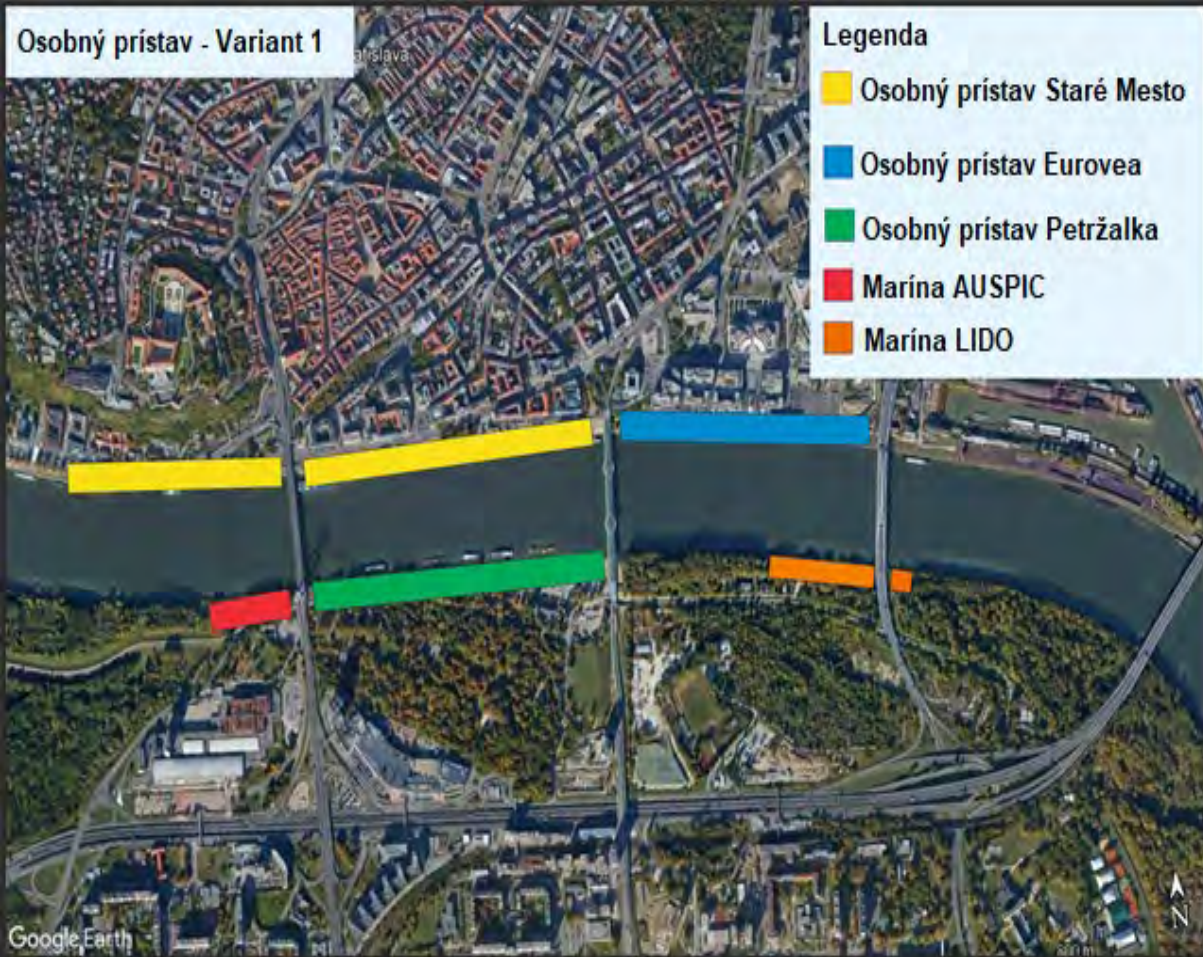 Osobný prístav - Variant 1
Legenda
Osobný prístav Staré Mesto
Osobný prístav Eurovea
Osobný prístav Petržalka
Marína AUSPIC
Marína LIDO
N
Google Earth